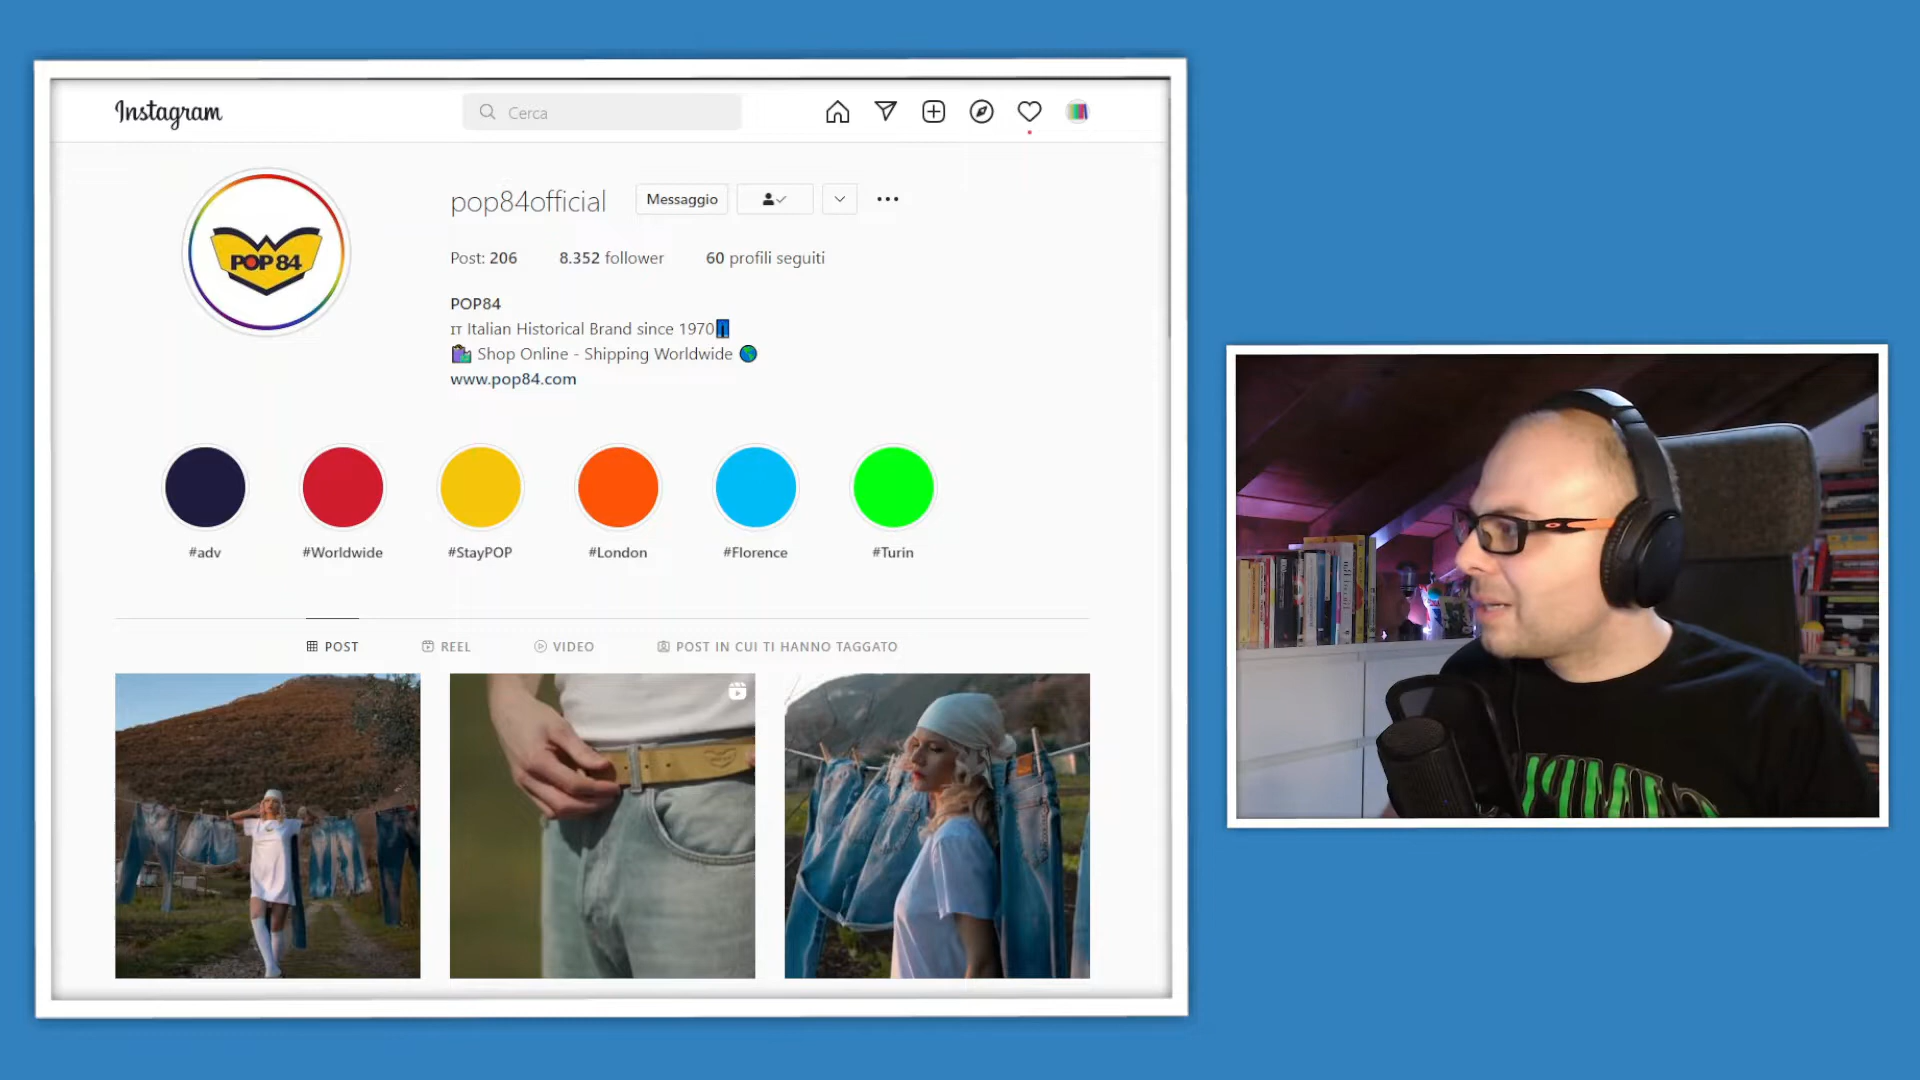 Instagram
Cerca
POP 84
pop84official
Messaggio
Post: 206
8.352 follower
60 profili seguiti
POP84
IT Italian Historical Brand since 1970
Shop Online - Shipping Worldwide
www.pop84.com
#adv
#Worldwide
#StayPOP
#London
#Florence
#Turin
POST
REEL
VIDEO
POST IN CUI TI HANNO TAGGATO